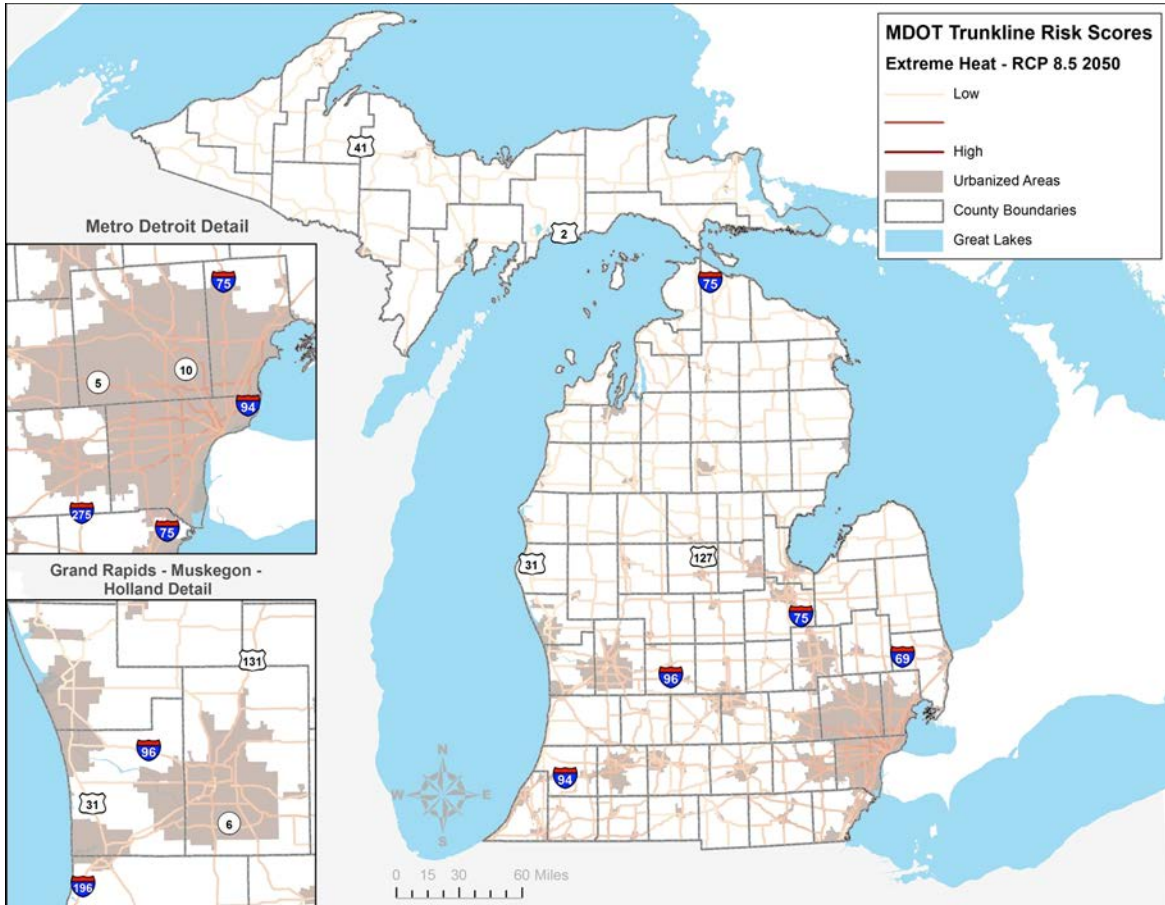 MDOT Trunkline Risk Scores
Extreme Heat - RCP 8.5 2050
Low
High
Urbanized Areas
County Boundaries
Great Lakes
41
2
75
31
127
75
69
96
94
Metro Detroit Detail
75
5
10
94
275
75
Grand Rapids - Muskegon -
Holland Detail
131
96
31
6
196
N
W E
S
0 15 30 60 Miles